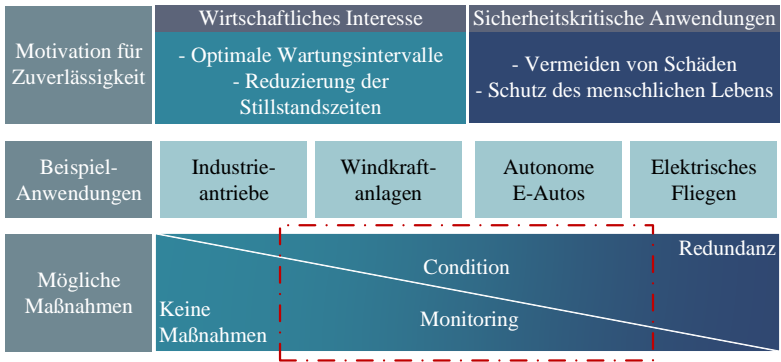 Motivation für
Zuverlässigkeit
Wirtschaftliches Interesse
- Optimale Wartungsintervalle
- Reduzierung der
Stillstandszeiten
Sicherheitskritische Anwendungen
- Vermeiden von Schäden
- Schutz des menschlichen Lebens
Beispiel-
Anwendungen
Industrie-
antriebe
Windkraft-
anlagen
Autonome
E-Autos
Elektrisches
Fliegen
Mögliche
Maßnahmen
Keine
Maßnahmen
Condition
Monitoring
Redundanz